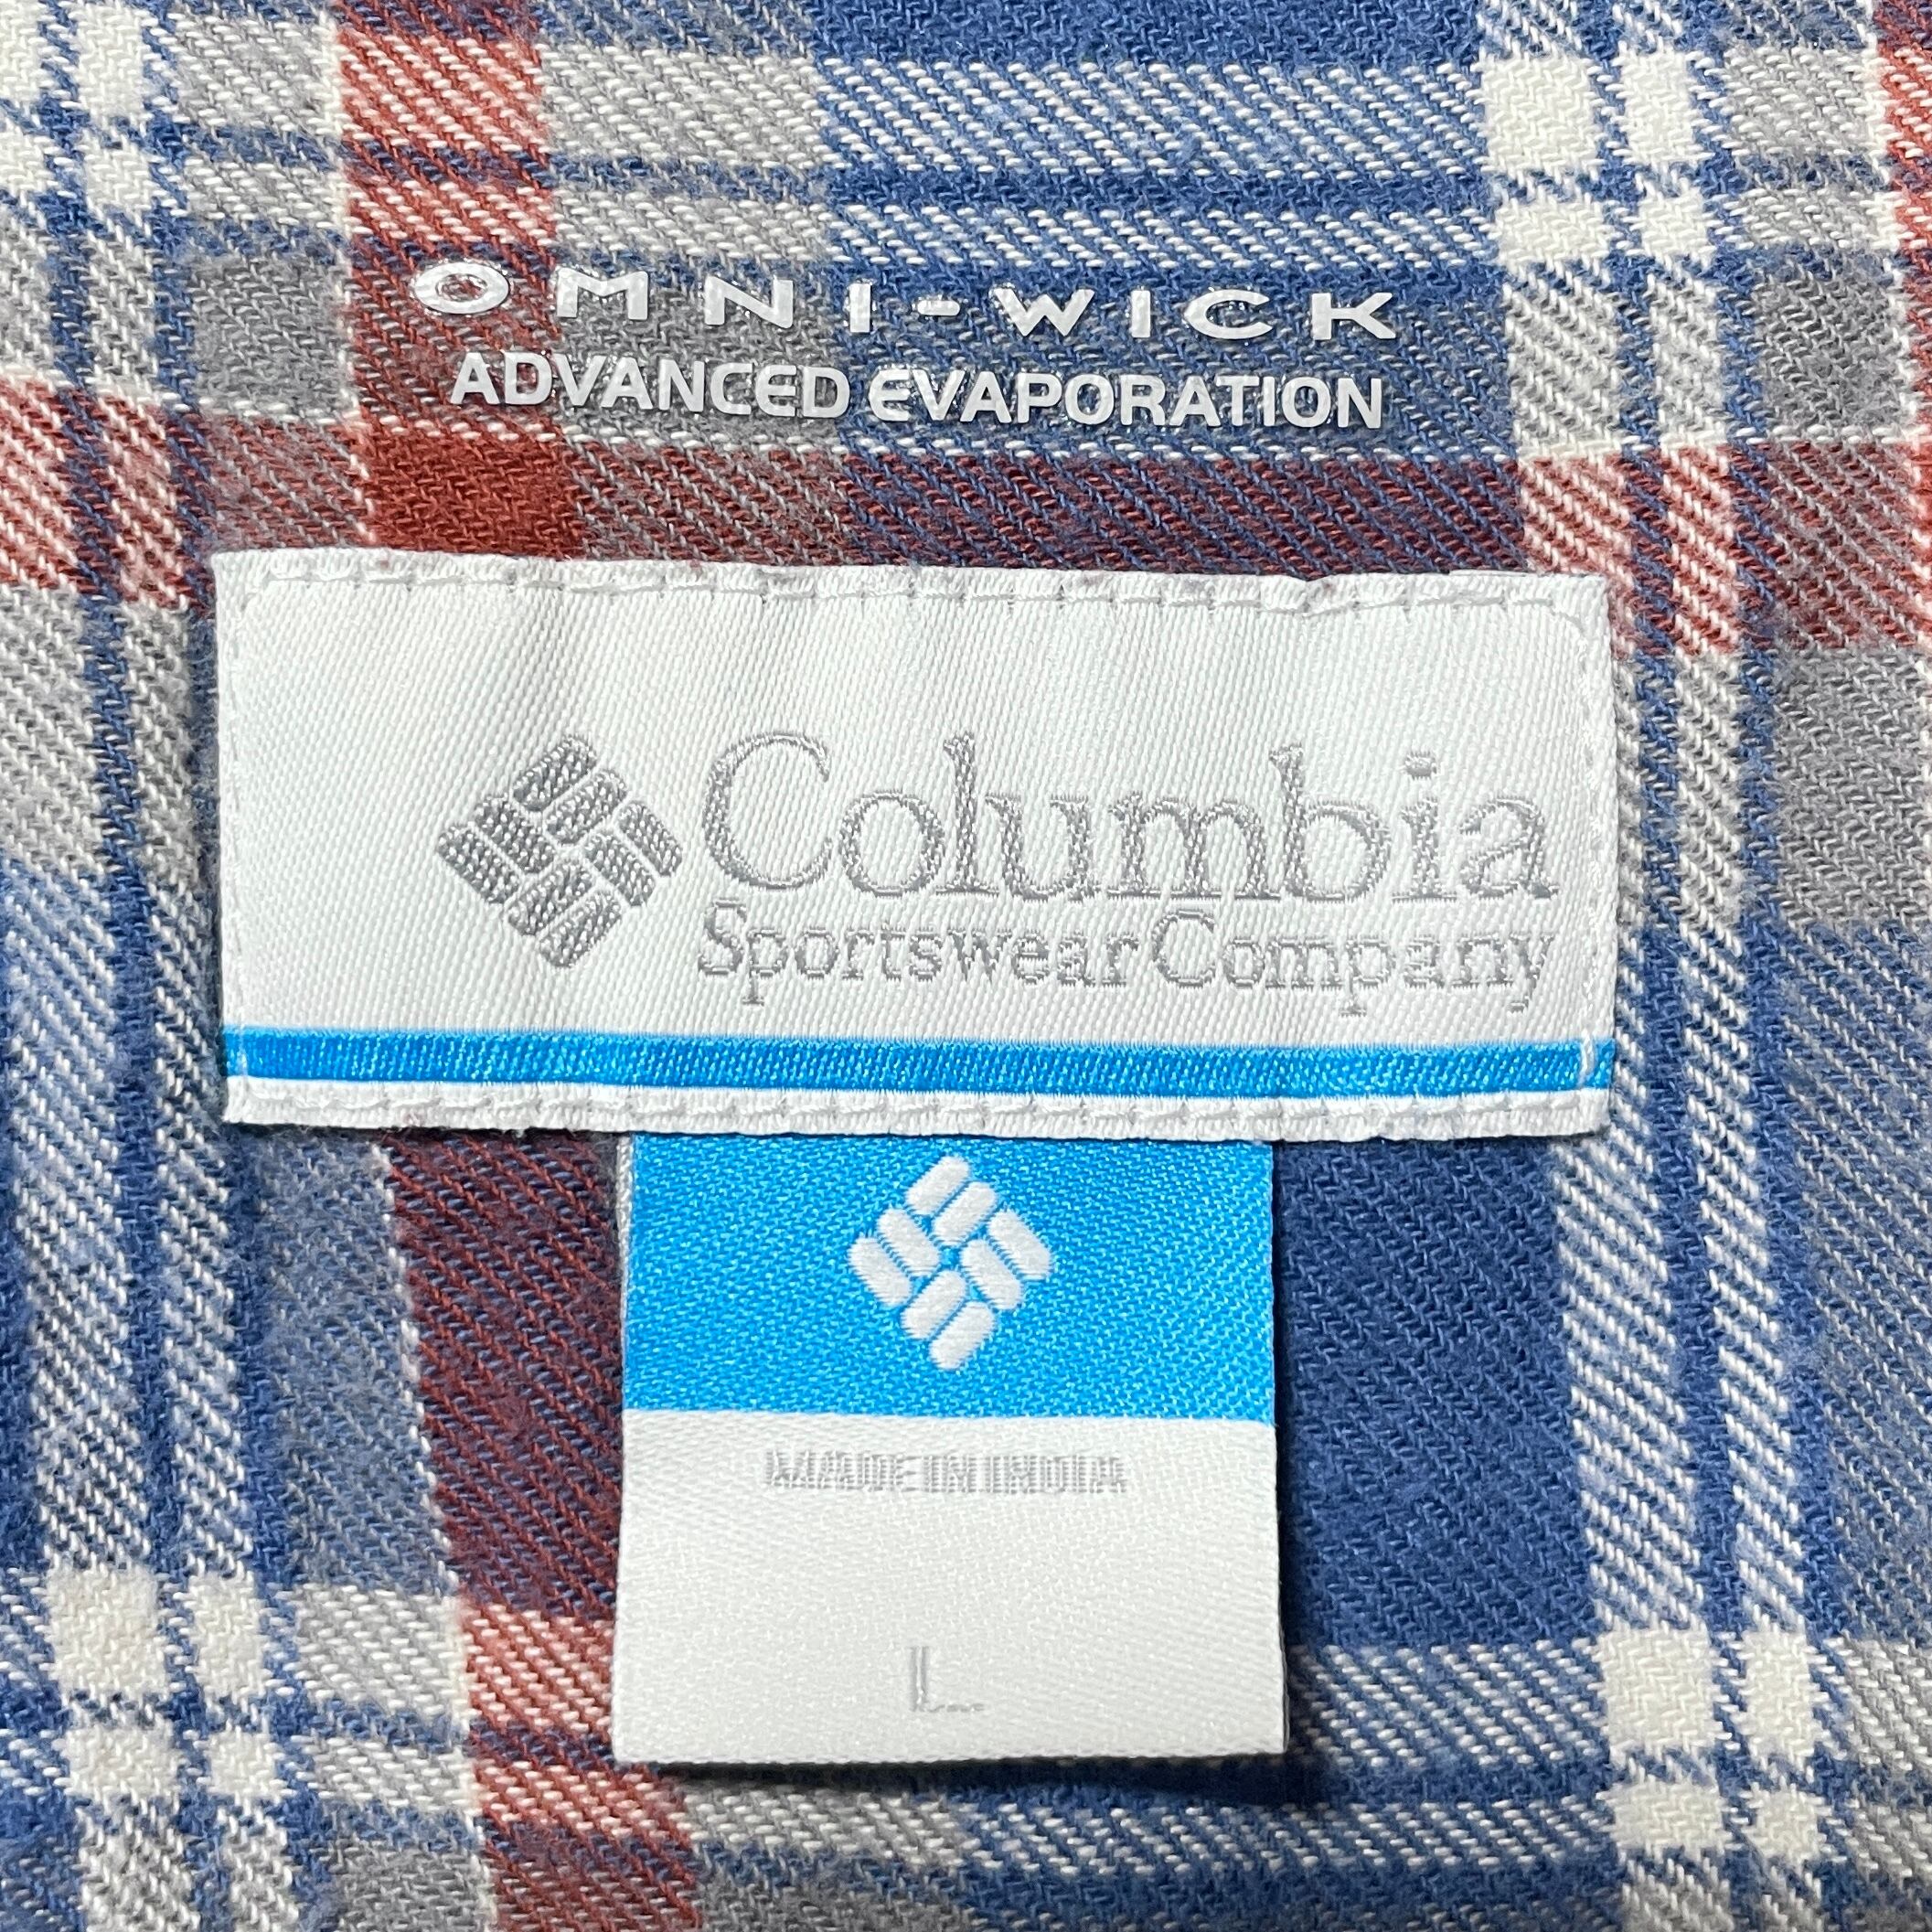 OMNI-WICK
ADVANCED EVAPORATION
Columbia
Sportswear Company
MADE IN INDIA
L